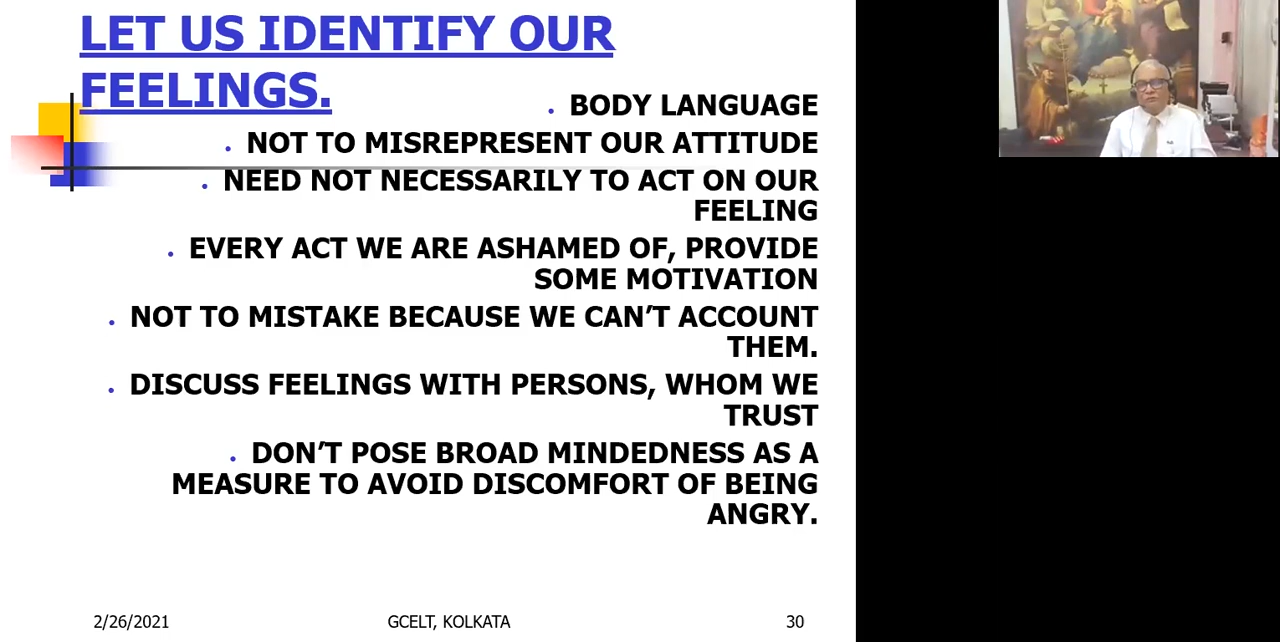 LET US IDENTIFY OUR
FEELINGS.
• BODY LANGUAGE
• NOT TO MISREPRESENT OUR ATTITUDE
• NEED NOT NECESSARILY TO ACT ON OUR
FEELING
• EVERY ACT WE ARE ASHAMED OF, PROVIDE
SOME MOTIVATION
• NOT TO MISTAKE BECAUSE WE CAN’T ACCOUNT
THEM.
• DISCUSS FEELINGS WITH PERSONS, WHOM WE
TRUST
• DON’T POSE BROAD MINDEDNESS AS A
MEASURE TO AVOID DISCOMFORT OF BEING
ANGRY.
2/26/2021 GCELT, KOLKATA 30